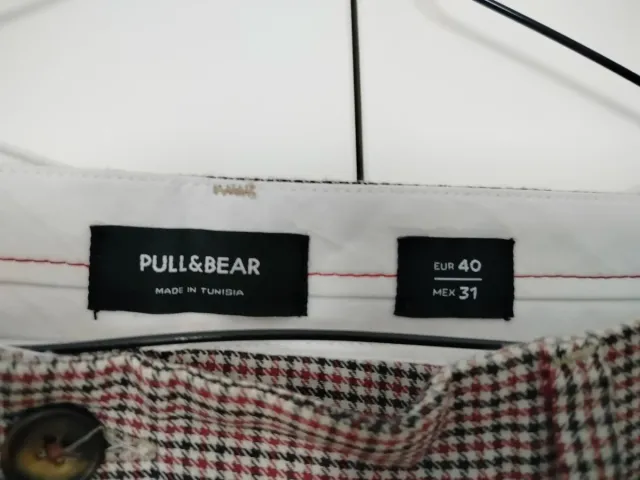 PULL&BEAR
MADE IN TUNISIA
EUR 40
MEX 31